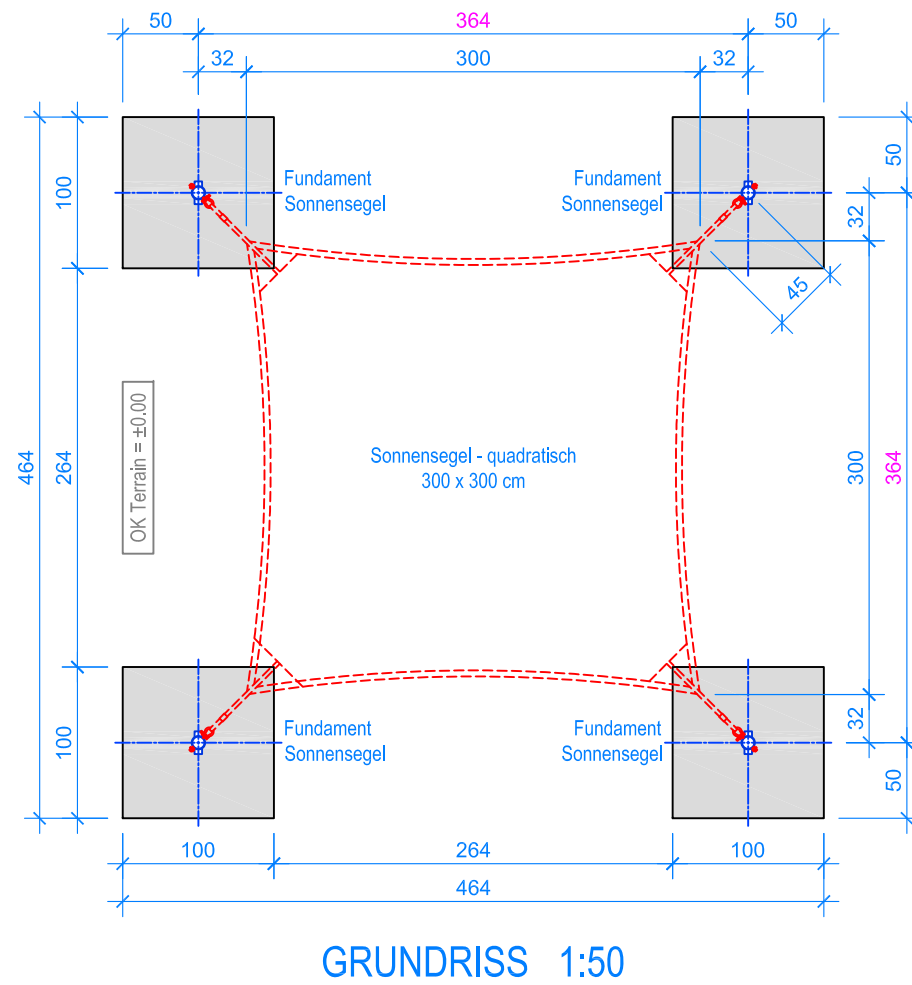 50
364
50
32
300
32
Fundament
Sonnensegel
Fundament
Sonnensegel
100
50
32
45
OK Terrain = ±0.00
464
264
Sonnensegel - quadratisch
300 x 300 cm
300
364
Fundament
Sonnensegel
Fundament
Sonnensegel
100
32
50
100
264
100
464
GRUNDRISS 1:50